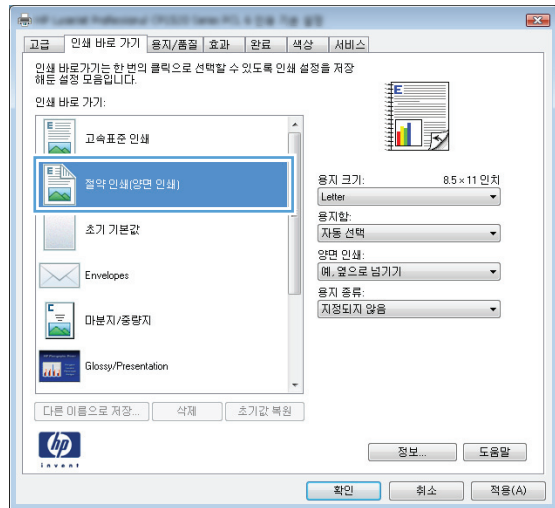 고급 인쇄 바로 가기 용지/품질 효과 완료 색상 서비스
인쇄 바로가기는 한 번의 클릭으로 선택할 수 있도록 인쇄 설정을 저장
해둔 설정 모음입니다.
인쇄 바로 가기:
고속표준 인쇄
절약 인쇄(양면 인쇄)
초기 기본값
Envelopes
마분지/중량지
Glossy/Presentation
용지 크기: 8.5 × 11 인치
Letter
용지함:
자동 선택
양면 인쇄:
예, 옆으로 넘기기
용지 종류:
지정되지 않음
다른 이름으로 저장... 삭제 초기값 복원
hp
invent
정보... 도움말
확인 취소 적용(A)